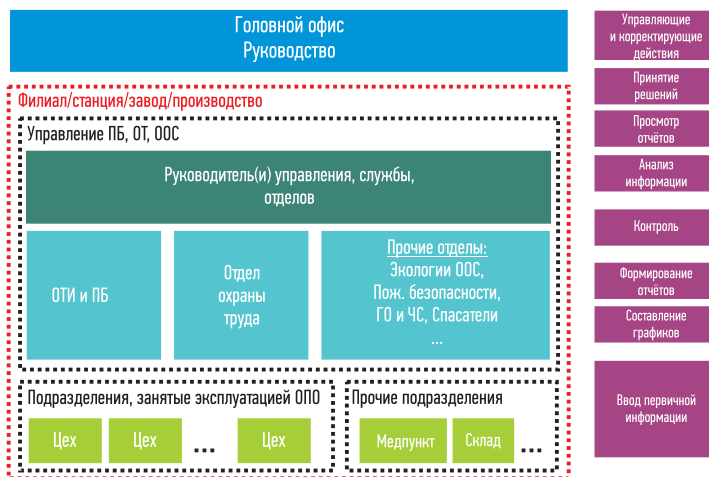 Головной офис
Руководство
Филиал/станция/завод/производство
Управление ПБ, ОТ, ООС
Руководитель(и) управления, службы,
отделов
ОТИ и ПБ
Отдел
охраны
труда
Прочие отделы:
Экологии ООС,
Пож. безопасности,
ГО и ЧС, Спасатели
...
Подразделения, занятые эксплуатацией ОПО
Цех
Цех
...
Цех
Прочие подразделения
Медпункт
Склад
...
Управляющие
и корректирующие
действия
Принятие
решений
Просмотр
отчётов
Анализ
информации
Контроль
Формирование
отчётов
Составление
графиков
Ввод первичной
информации